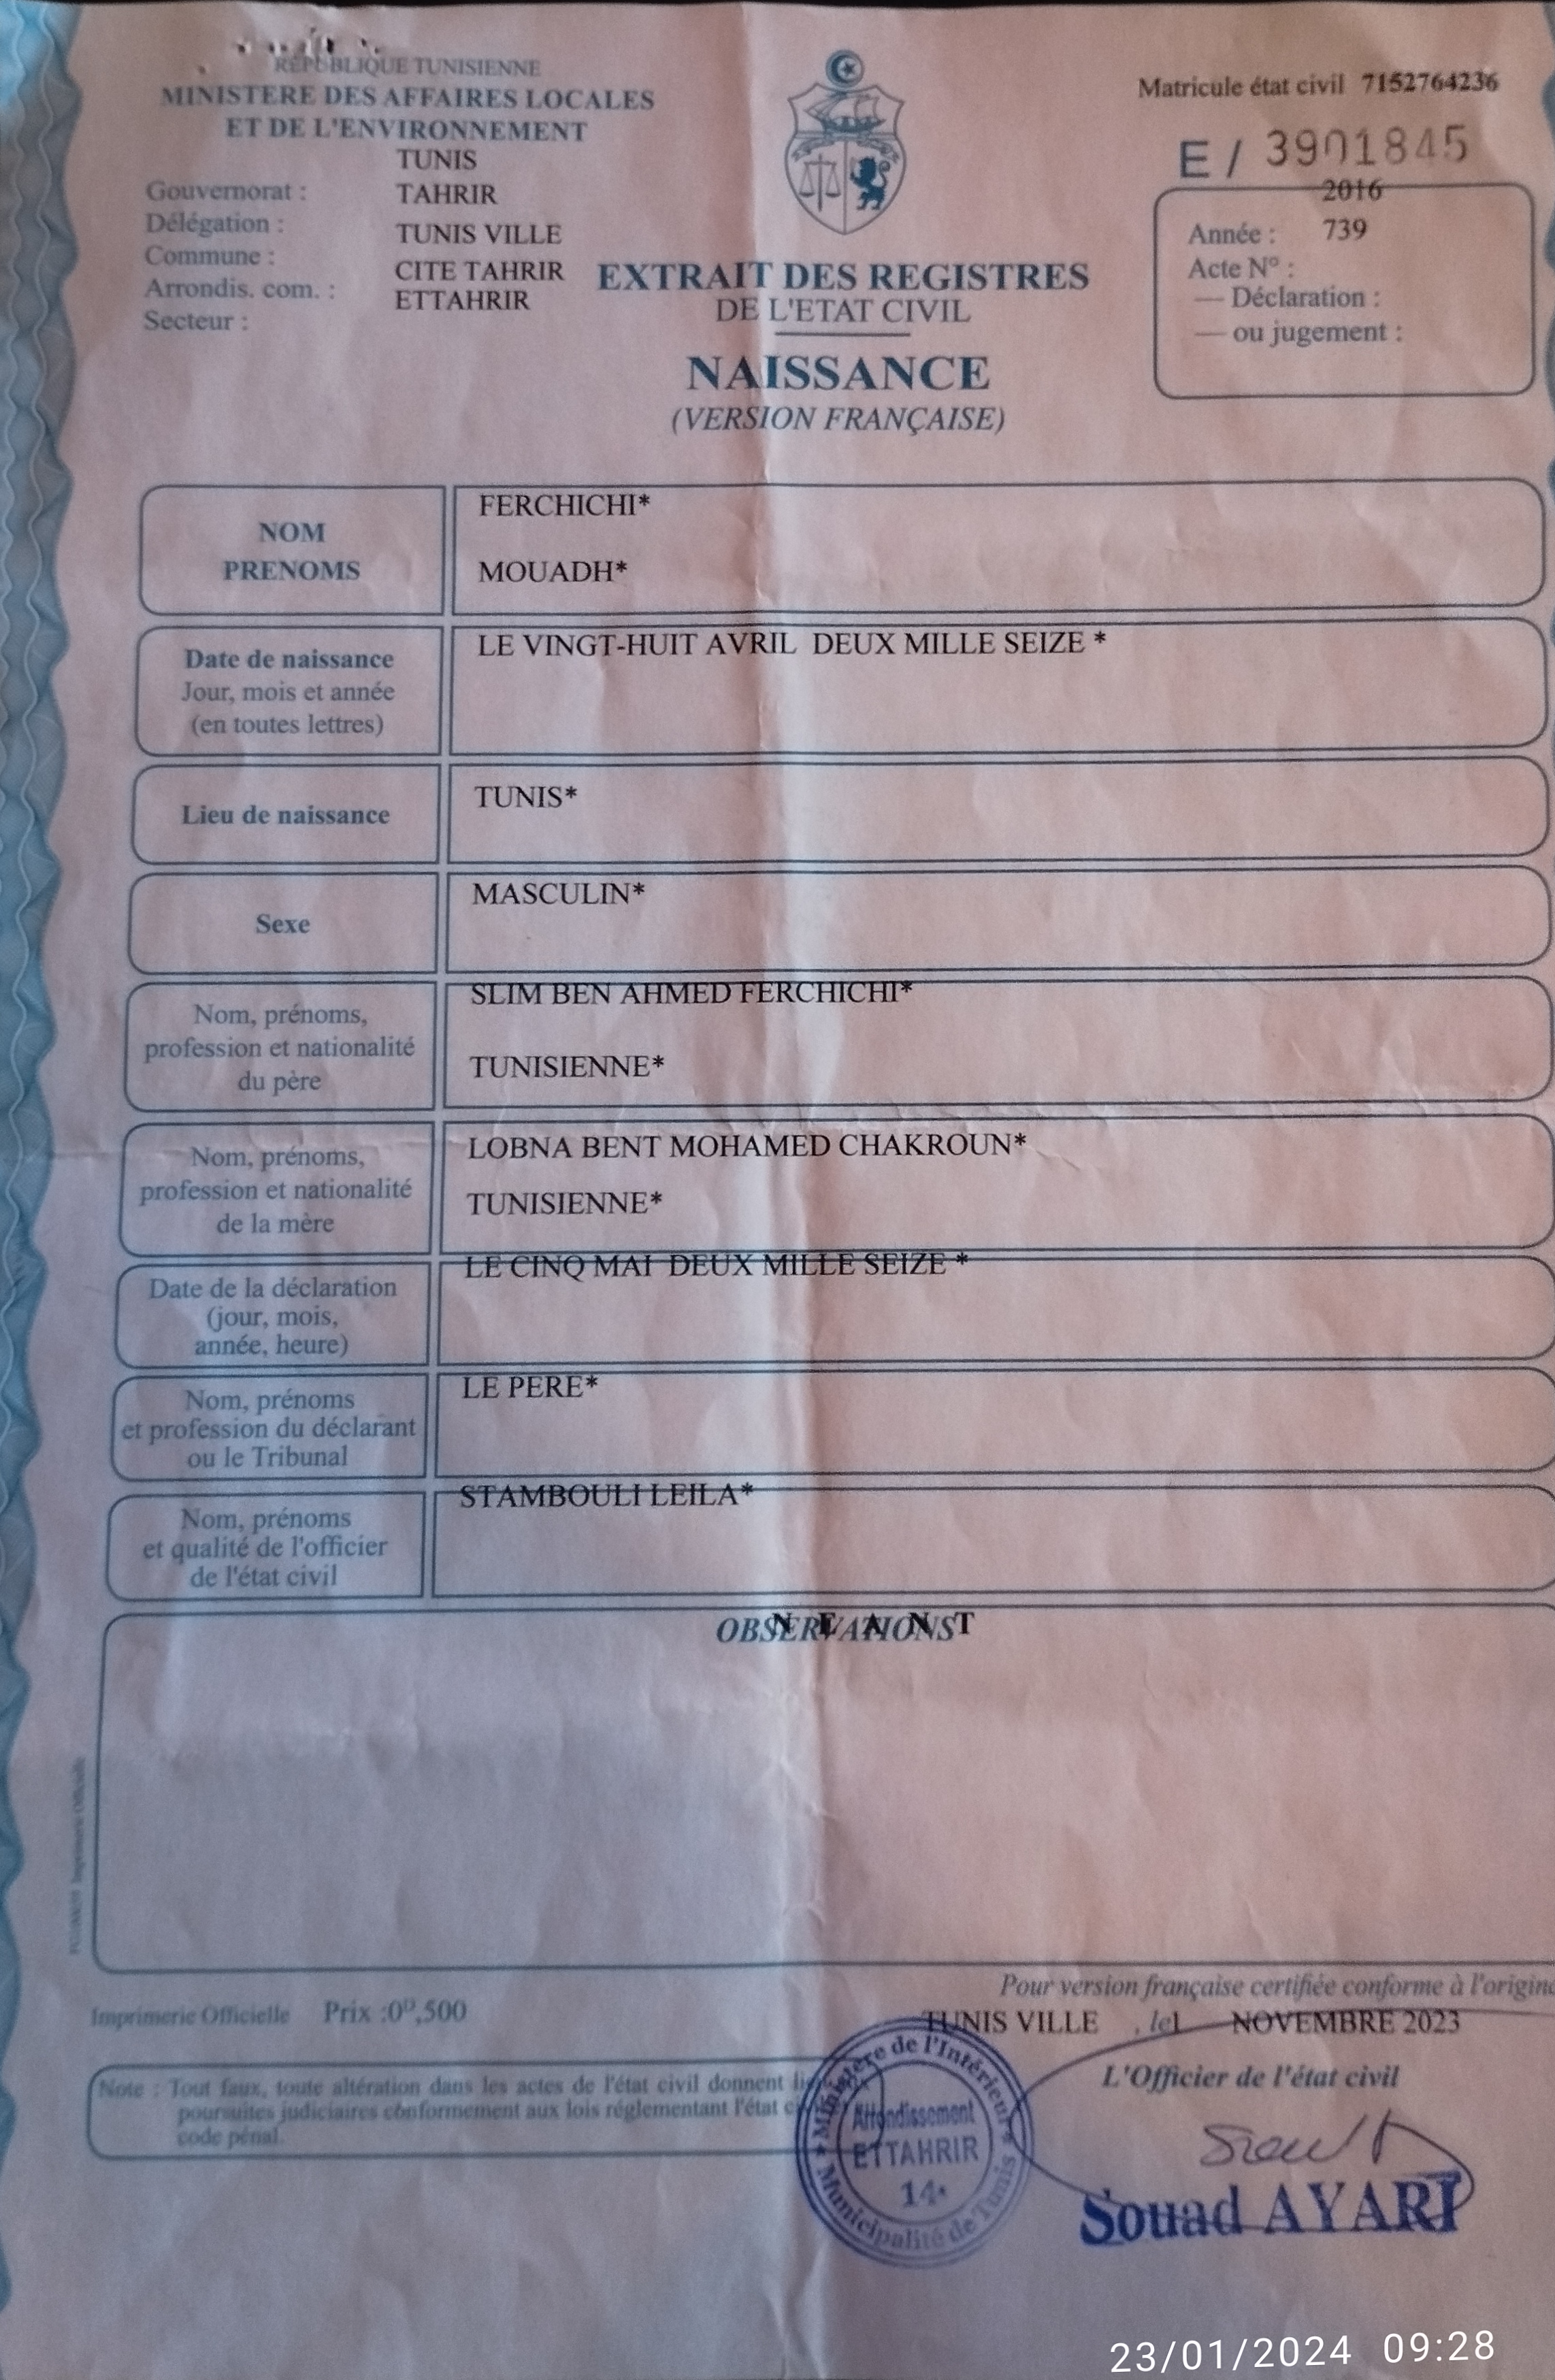 REPUBLIQUE TUNISIENNE
MINISTERE DES AFFAIRES LOCALES
ET DE L'ENVIRONNEMENT
TUNIS
Gouvernorat : TAHRIR
Délégation : TUNIS VILLE
Commune : CITE TAHRIR
Arrondis. com. : ETTAHRIR
Secteur :
Matricule état civil 7152764236
E / 3901845
2016
Année : 739
Acte N° :
— Déclaration :
— ou jugement :
EXTRAIT DES REGISTRES
DE L'ETAT CIVIL
NAISSANCE
(VERSION FRANÇAISE)
NOM FERCHICHI*
PRENOMS MOUADH*
Date de naissance LE VINGT-HUIT AVRIL DEUX MILLE SEIZE *
Jour, mois et année
(en toutes lettres)
Lieu de naissance TUNIS*
Sexe MASCULIN*
Nom, prénoms, SLIM BEN AHMED FERCHICHI*
profession et nationalité TUNISIENNE*
du père
Nom, prénoms, LOBNA BENT MOHAMED CHAKROUN*
profession et nationalité TUNISIENNE*
de la mère
Date de la déclaration LE CINQ MAI DEUX MILLE SEIZE *
(jour, mois,
année, heure)
Nom, prénoms LE PERE*
et profession du déclarant
ou le Tribunal
Nom, prénoms STAMBOULI LEILA*
et qualité de l'officier
de l'état civil
OBSERVATIONS
N E A N T
Imprimerie Officielle Prix :0ᴰ,500
Pour version française certifiée conforme à l'origin
TUNIS VILLE , le1 NOVEMBRE 2023
L'Officier de l'état civil
Note : Tout faux, toute altération dans les actes de l'état civil donnent
poursuites judiciaires conformement aux lois réglementant l'état
code pénal.
Ministère de l'Intérieur
Arrondissement
ETTAHRIR
14
Municipalité de Tunis
Souad AYARI
23/01/2024 09:28